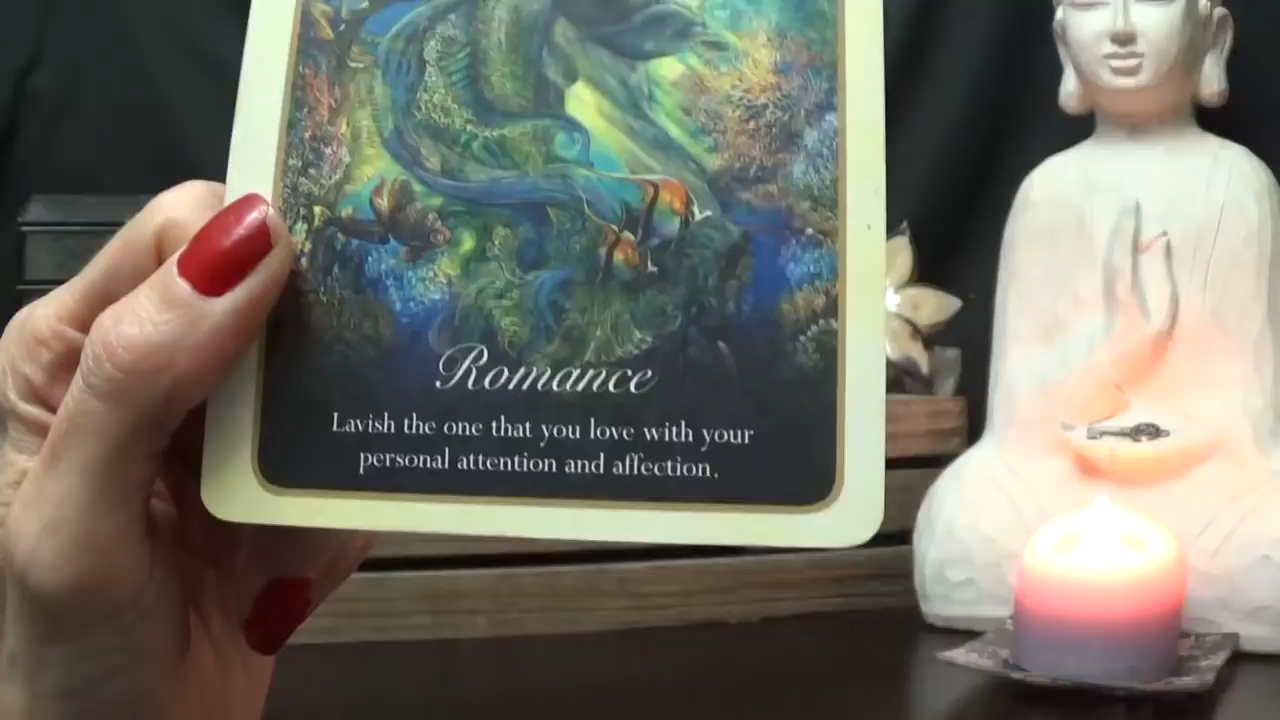 Romance
Lavish the one that you love with your
personal attention and affection.